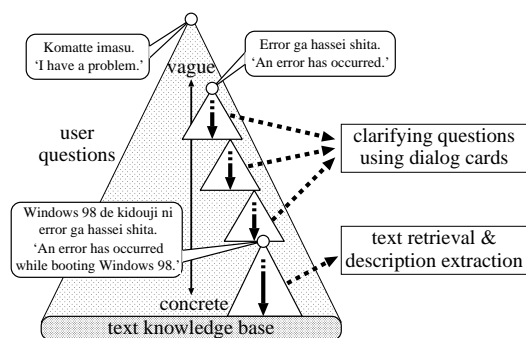 Komatte imasu.
'I have a problem.'
Error ga hassei shita.
'An error has occurred.'
vague
user
questions
clarifying questions
using dialog cards
Windows 98 de kidouji ni
error ga hassei shita.
'An error has occurred
while booting Windows 98.'
text retrieval &
description extraction
concrete
text knowledge base